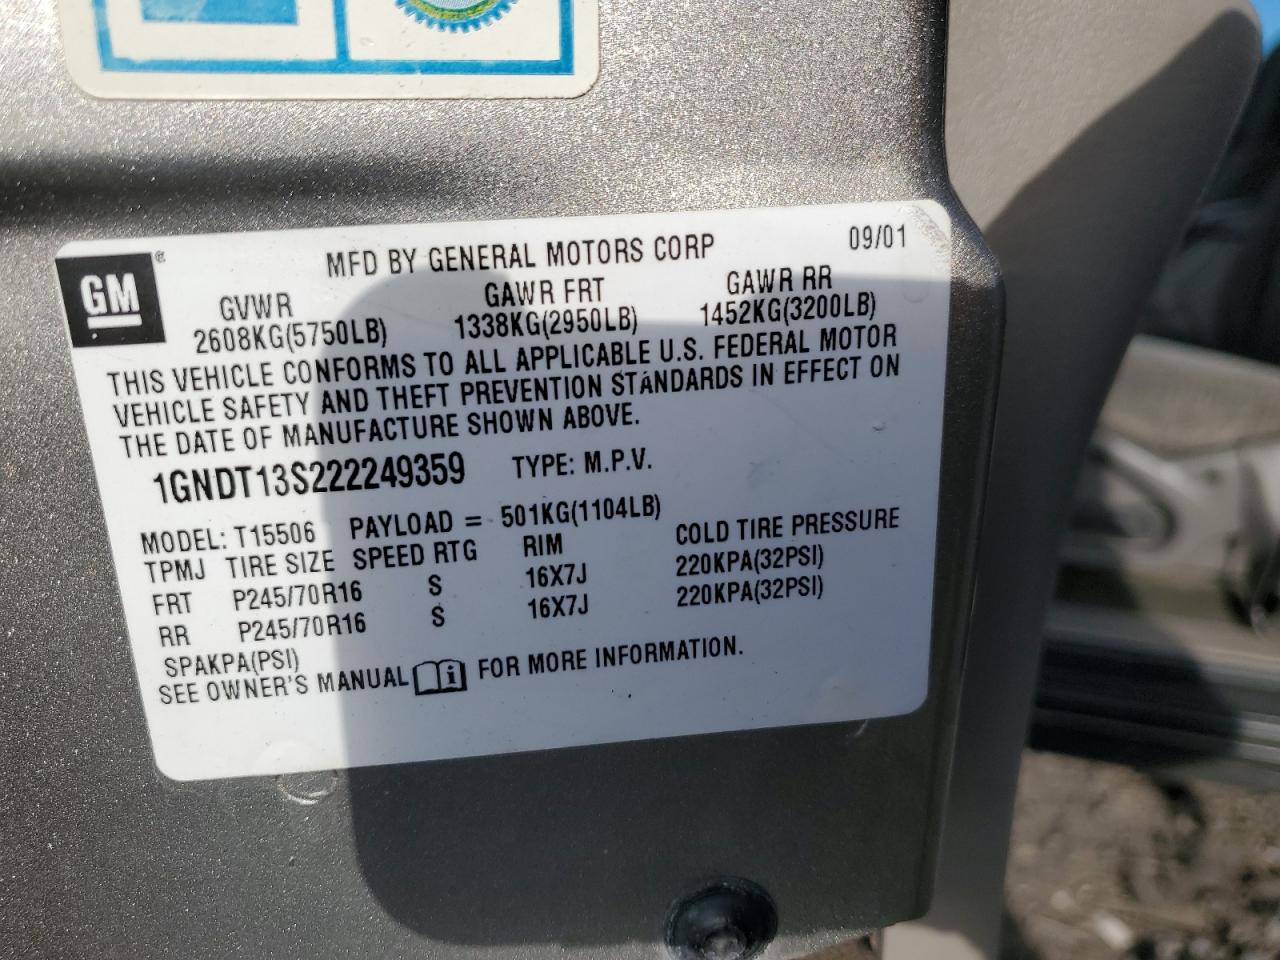 GM ®
MFD BY GENERAL MOTORS CORP 09/01
GVWR GAWR FRT GAWR RR
2608KG(5750LB) 1338KG(2950LB) 1452KG(3200LB)
THIS VEHICLE CONFORMS TO ALL APPLICABLE U.S. FEDERAL MOTOR
VEHICLE SAFETY AND THEFT PREVENTION STANDARDS IN EFFECT ON
THE DATE OF MANUFACTURE SHOWN ABOVE.
1GNDT13S222249359 TYPE: M.P.V.
MODEL: T15506 PAYLOAD = 501KG(1104LB)
TPMJ TIRE SIZE SPEED RTG RIM COLD TIRE PRESSURE
FRT P245/70R16 S 16X7J 220KPA(32PSI)
RR P245/70R16 S 16X7J 220KPA(32PSI)
SPAKPA(PSI)
SEE OWNER'S MANUAL FOR MORE INFORMATION.